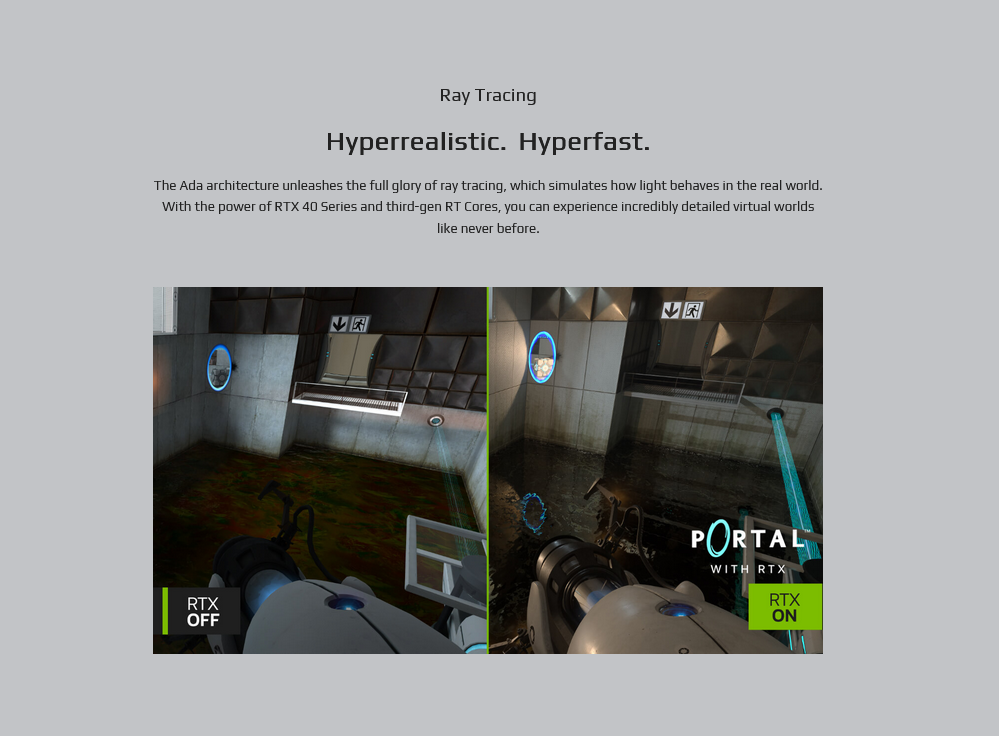 Ray Tracing
Hyperrealistic. Hyperfast.
The Ada architecture unleashes the full glory of ray tracing, which simulates how light behaves in the real world.
With the power of RTX 40 Series and third-gen RT Cores, you can experience incredibly detailed virtual worlds
like never before.
RTX
OFF
PORTAL™
WITH RTX
RTX
ON